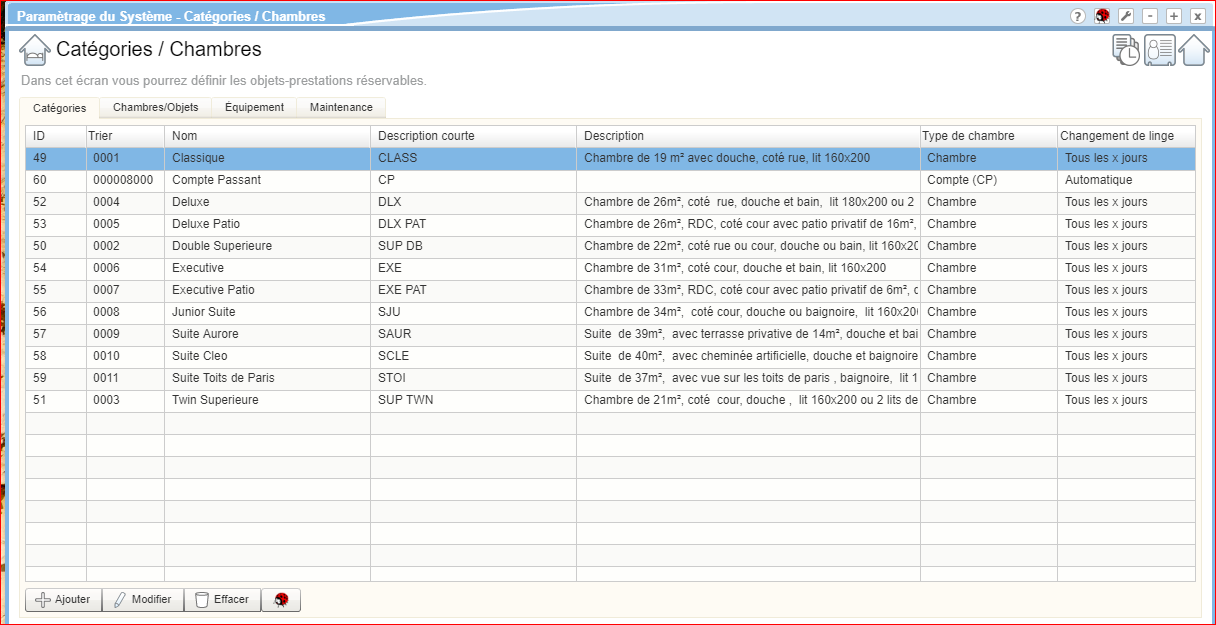 Paramètrage du Système - Catégories / Chambres
Catégories / Chambres
Dans cet écran vous pourrez définir les objets-prestations réservables.
Catégories Chambres/Objets Équipement Maintenance
ID Trier Nom Description courte Description Type de chambre Changement de linge
49 0001 Classique CLASS Chambre de 19 m² avec douche, coté rue, lit 160x200 Chambre Tous les x jours
60 000008000 Compte Passant CP Compte (CP) Automatique
52 0004 Deluxe DLX Chambre de 26m², coté  rue, douche et bain,  lit 180x200 ou 2 Chambre Tous les x jours
53 0005 Deluxe Patio DLX PAT Chambre de 26m², RDC, coté cour avec patio privatif de 16m², Chambre Tous les x jours
50 0002 Double Superieure SUP DB Chambre de 22m², coté rue ou cour, douche ou bain, lit 160x20 Chambre Tous les x jours
54 0006 Executive EXE Chambre de 31m², coté cour, douche et bain, lit 160x200 Chambre Tous les x jours
55 0007 Executive Patio EXE PAT Chambre de 33m², RDC, coté cour avec patio privatif de 6m², Chambre Tous les x jours
56 0008 Junior Suite SJU Chambre de 34m²,  coté cour, douche ou baignoire,  lit 160x20 Chambre Tous les x jours
57 0009 Suite Aurore SAUR Suite  de 39m²,  avec terrasse privative de 14m², douche et bai Chambre Tous les x jours
58 0010 Suite Cleo SCLE Suite  de 40m²,  avec cheminée artificielle, douche et baignoire Chambre Tous les x jours
59 0011 Suite Toits de Paris STOI Suite  de 37m²,  avec vue sur les toits de paris , baignoire,  lit 1 Chambre Tous les x jours
51 0003 Twin Superieure SUP TWN Chambre de 21m², coté  cour, douche ,  lit 160x200 ou 2 lits de Chambre Tous les x jours
Ajouter Modifier Effacer